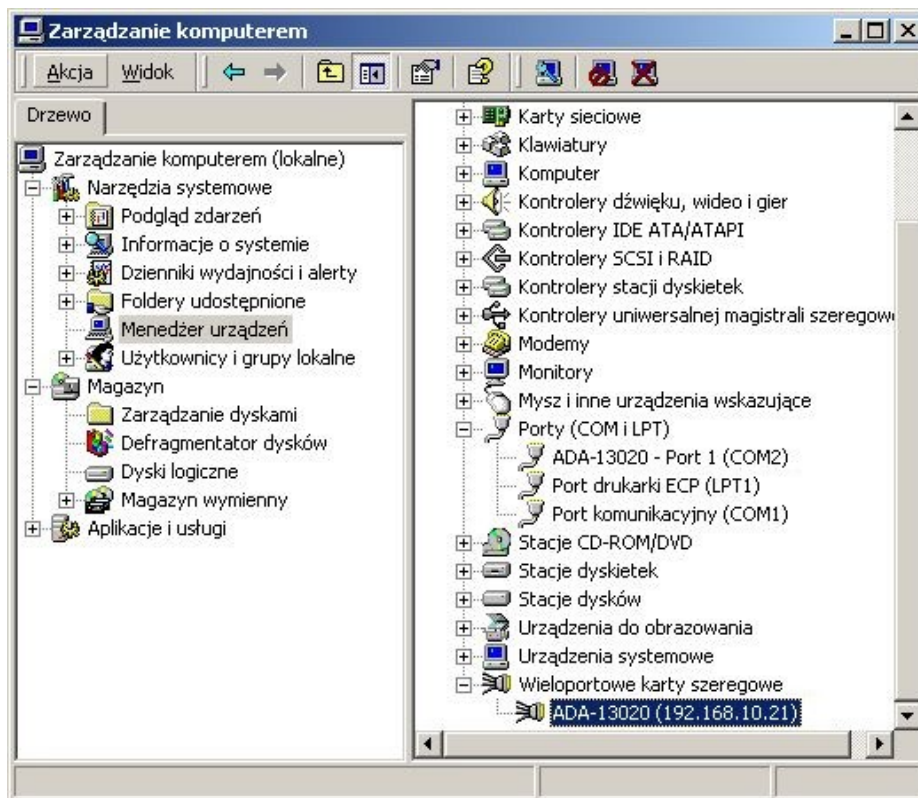 Zarządzanie komputerem
Akcja Widok
Drzewo
Zarządzanie komputerem (lokalne)
Narzędzia systemowe
Podgląd zdarzeń
Informacje o systemie
Dzienniki wydajności i alerty
Foldery udostępnione
Menedżer urządzeń
Użytkownicy i grupy lokalne
Magazyn
Zarządzanie dyskami
Defragmentator dysków
Dyski logiczne
Magazyn wymienny
Aplikacje i usługi
Karty sieciowe
Klawiatury
Komputer
Kontrolery dźwięku, wideo i gier
Kontrolery IDE ATA/ATAPI
Kontrolery SCSI i RAID
Kontrolery stacji dyskietek
Kontrolery uniwersalnej magistrali szeregow
Modemy
Monitory
Mysz i inne urządzenia wskazujące
Porty (COM i LPT)
ADA-13020 - Port 1 (COM2)
Port drukarki ECP (LPT1)
Port komunikacyjny (COM1)
Stacje CD-ROM/DVD
Stacje dyskietek
Stacje dysków
Urządzenia do obrazowania
Urządzenia systemowe
Wieloportowe karty szeregowe
ADA-13020 (192.168.10.21)